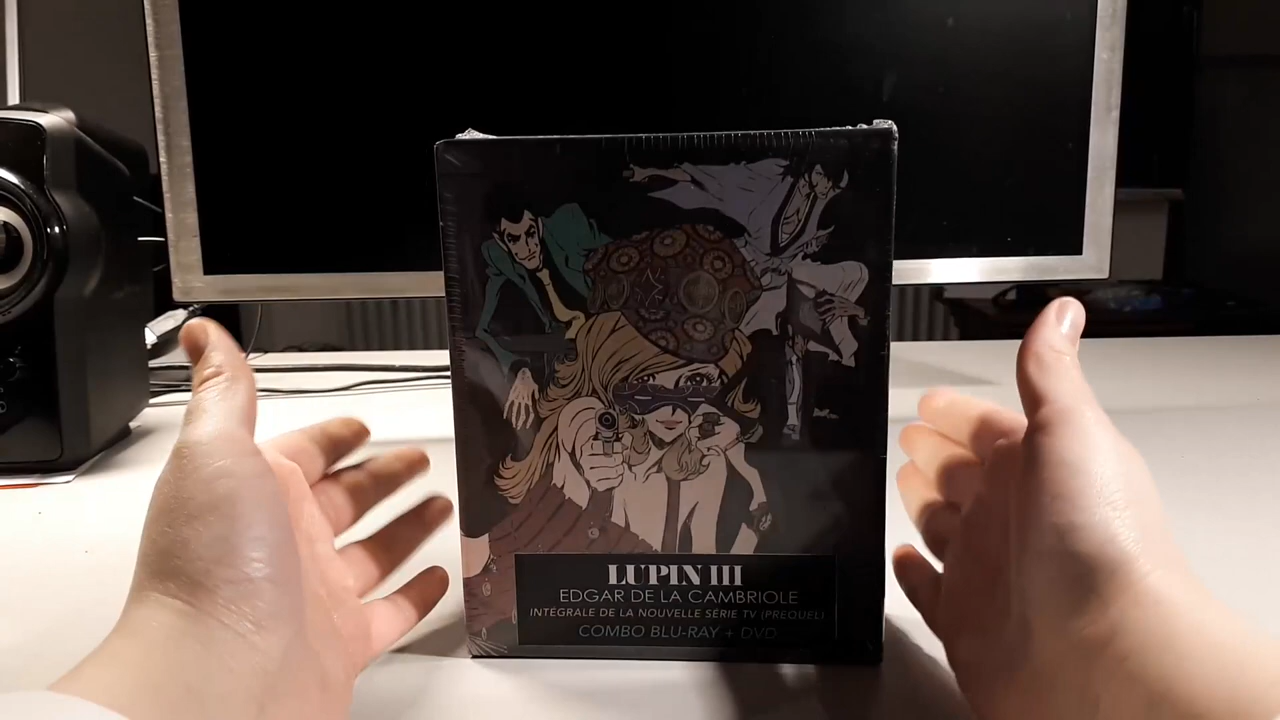 LUPIN III
EDGAR DE LA CAMBRIOLE
INTÉGRALE DE LA NOUVELLE SÉRIE TV (PREQUEL)
COMBO BLU-RAY + DVD